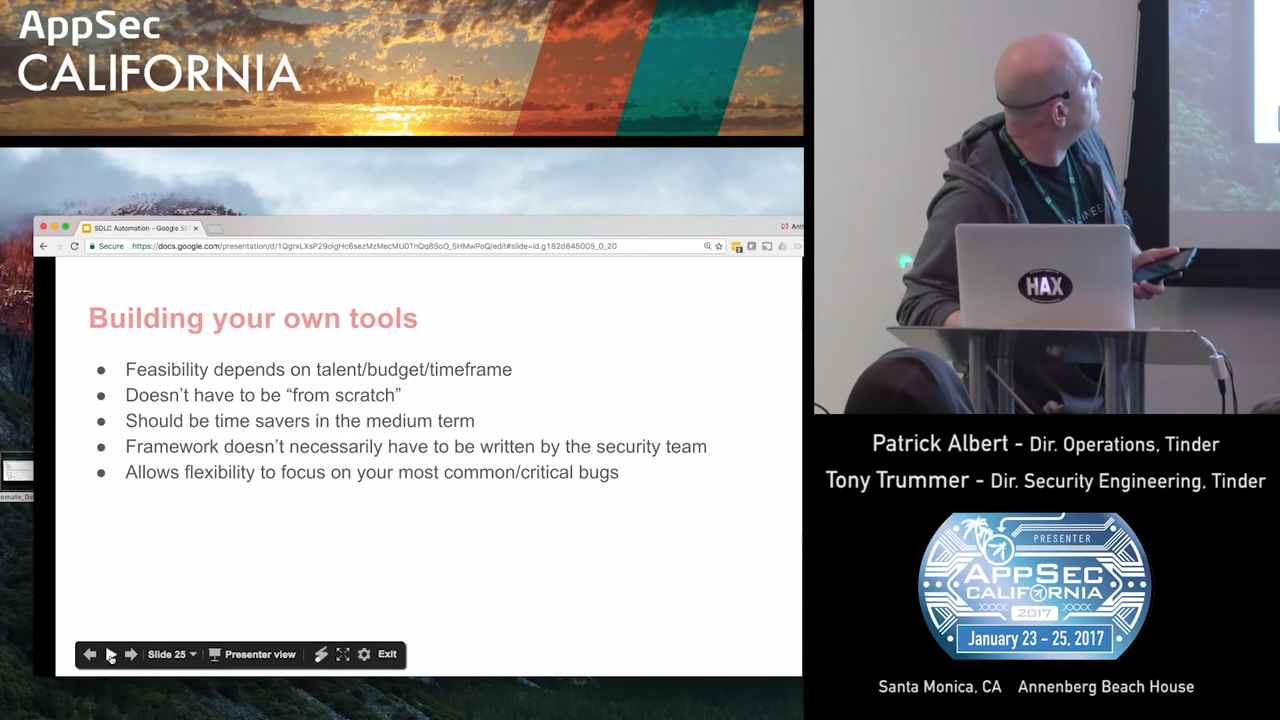 AppSec
CALIFORNIA
SDLC Automation - Google Sl
Secure
https://docs.google.com/presentation/d/1QgrxLXsP29oigHc6sezMzMecMU0TnQq8SoO_5HMwPoQ/edit#slide=id.g182d845005_0_20
Building your own tools
● Feasibility depends on talent/budget/timeframe
● Doesn’t have to be “from scratch”
● Should be time savers in the medium term
● Framework doesn’t necessarily have to be written by the security team
● Allows flexibility to focus on your most common/critical bugs
Slide 25
Presenter view
Exit
HAX
Patrick Albert - Dir. Operations, Tinder
Tony Trummer - Dir. Security Engineering, Tinder
PRESENTER
APPSEC
CALIFORNIA
2017
January 23 - 25, 2017
Santa Monica, CA Annenberg Beach House